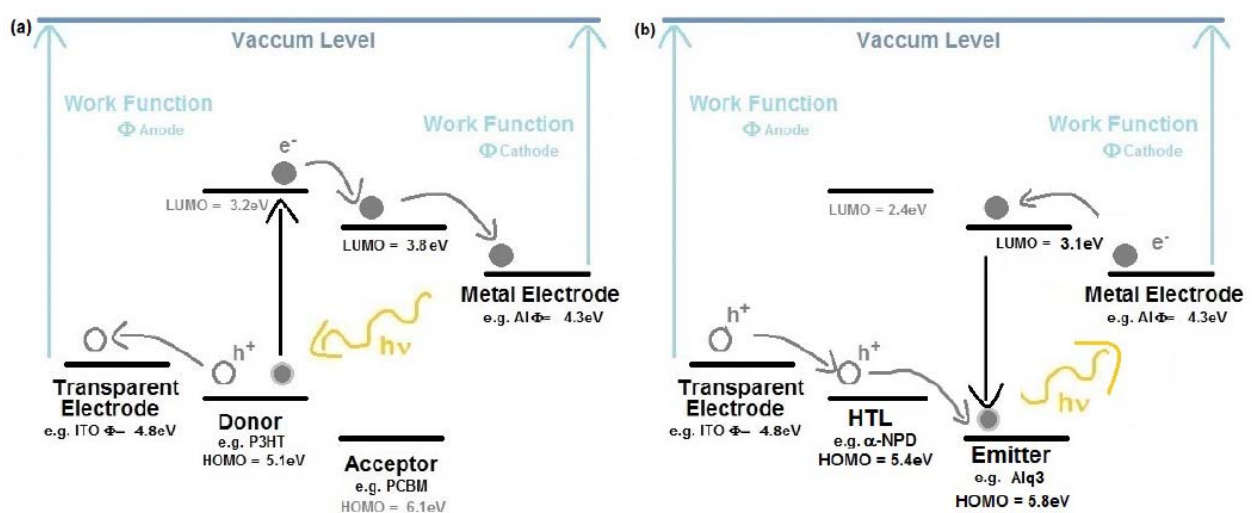 (a)
Vaccum Level
Work Function
Φ Anode
Work Function
Φ Cathode
e-
LUMO = 3.2eV
LUMO = 3.8eV
Metal Electrode
e.g. Al Φ= 4.3eV
h+
hν
Transparent
Electrode
e.g. ITO Φ= 4.8eV
Donor
e.g. P3HT
HOMO = 5.1eV
Acceptor
e.g. PCBM
HOMO = 6.1eV
(b)
Vaccum Level
Work Function
Φ Anode
Work Function
Φ Cathode
LUMO = 2.4eV
LUMO = 3.1eV
e-
Metal Electrode
e.g. Al Φ= 4.3eV
h+
h+
hν
Transparent
Electrode
e.g. ITO Φ= 4.8eV
HTL
e.g. α-NPD
HOMO = 5.4eV
Emitter
e.g. Alq3
HOMO = 5.8eV